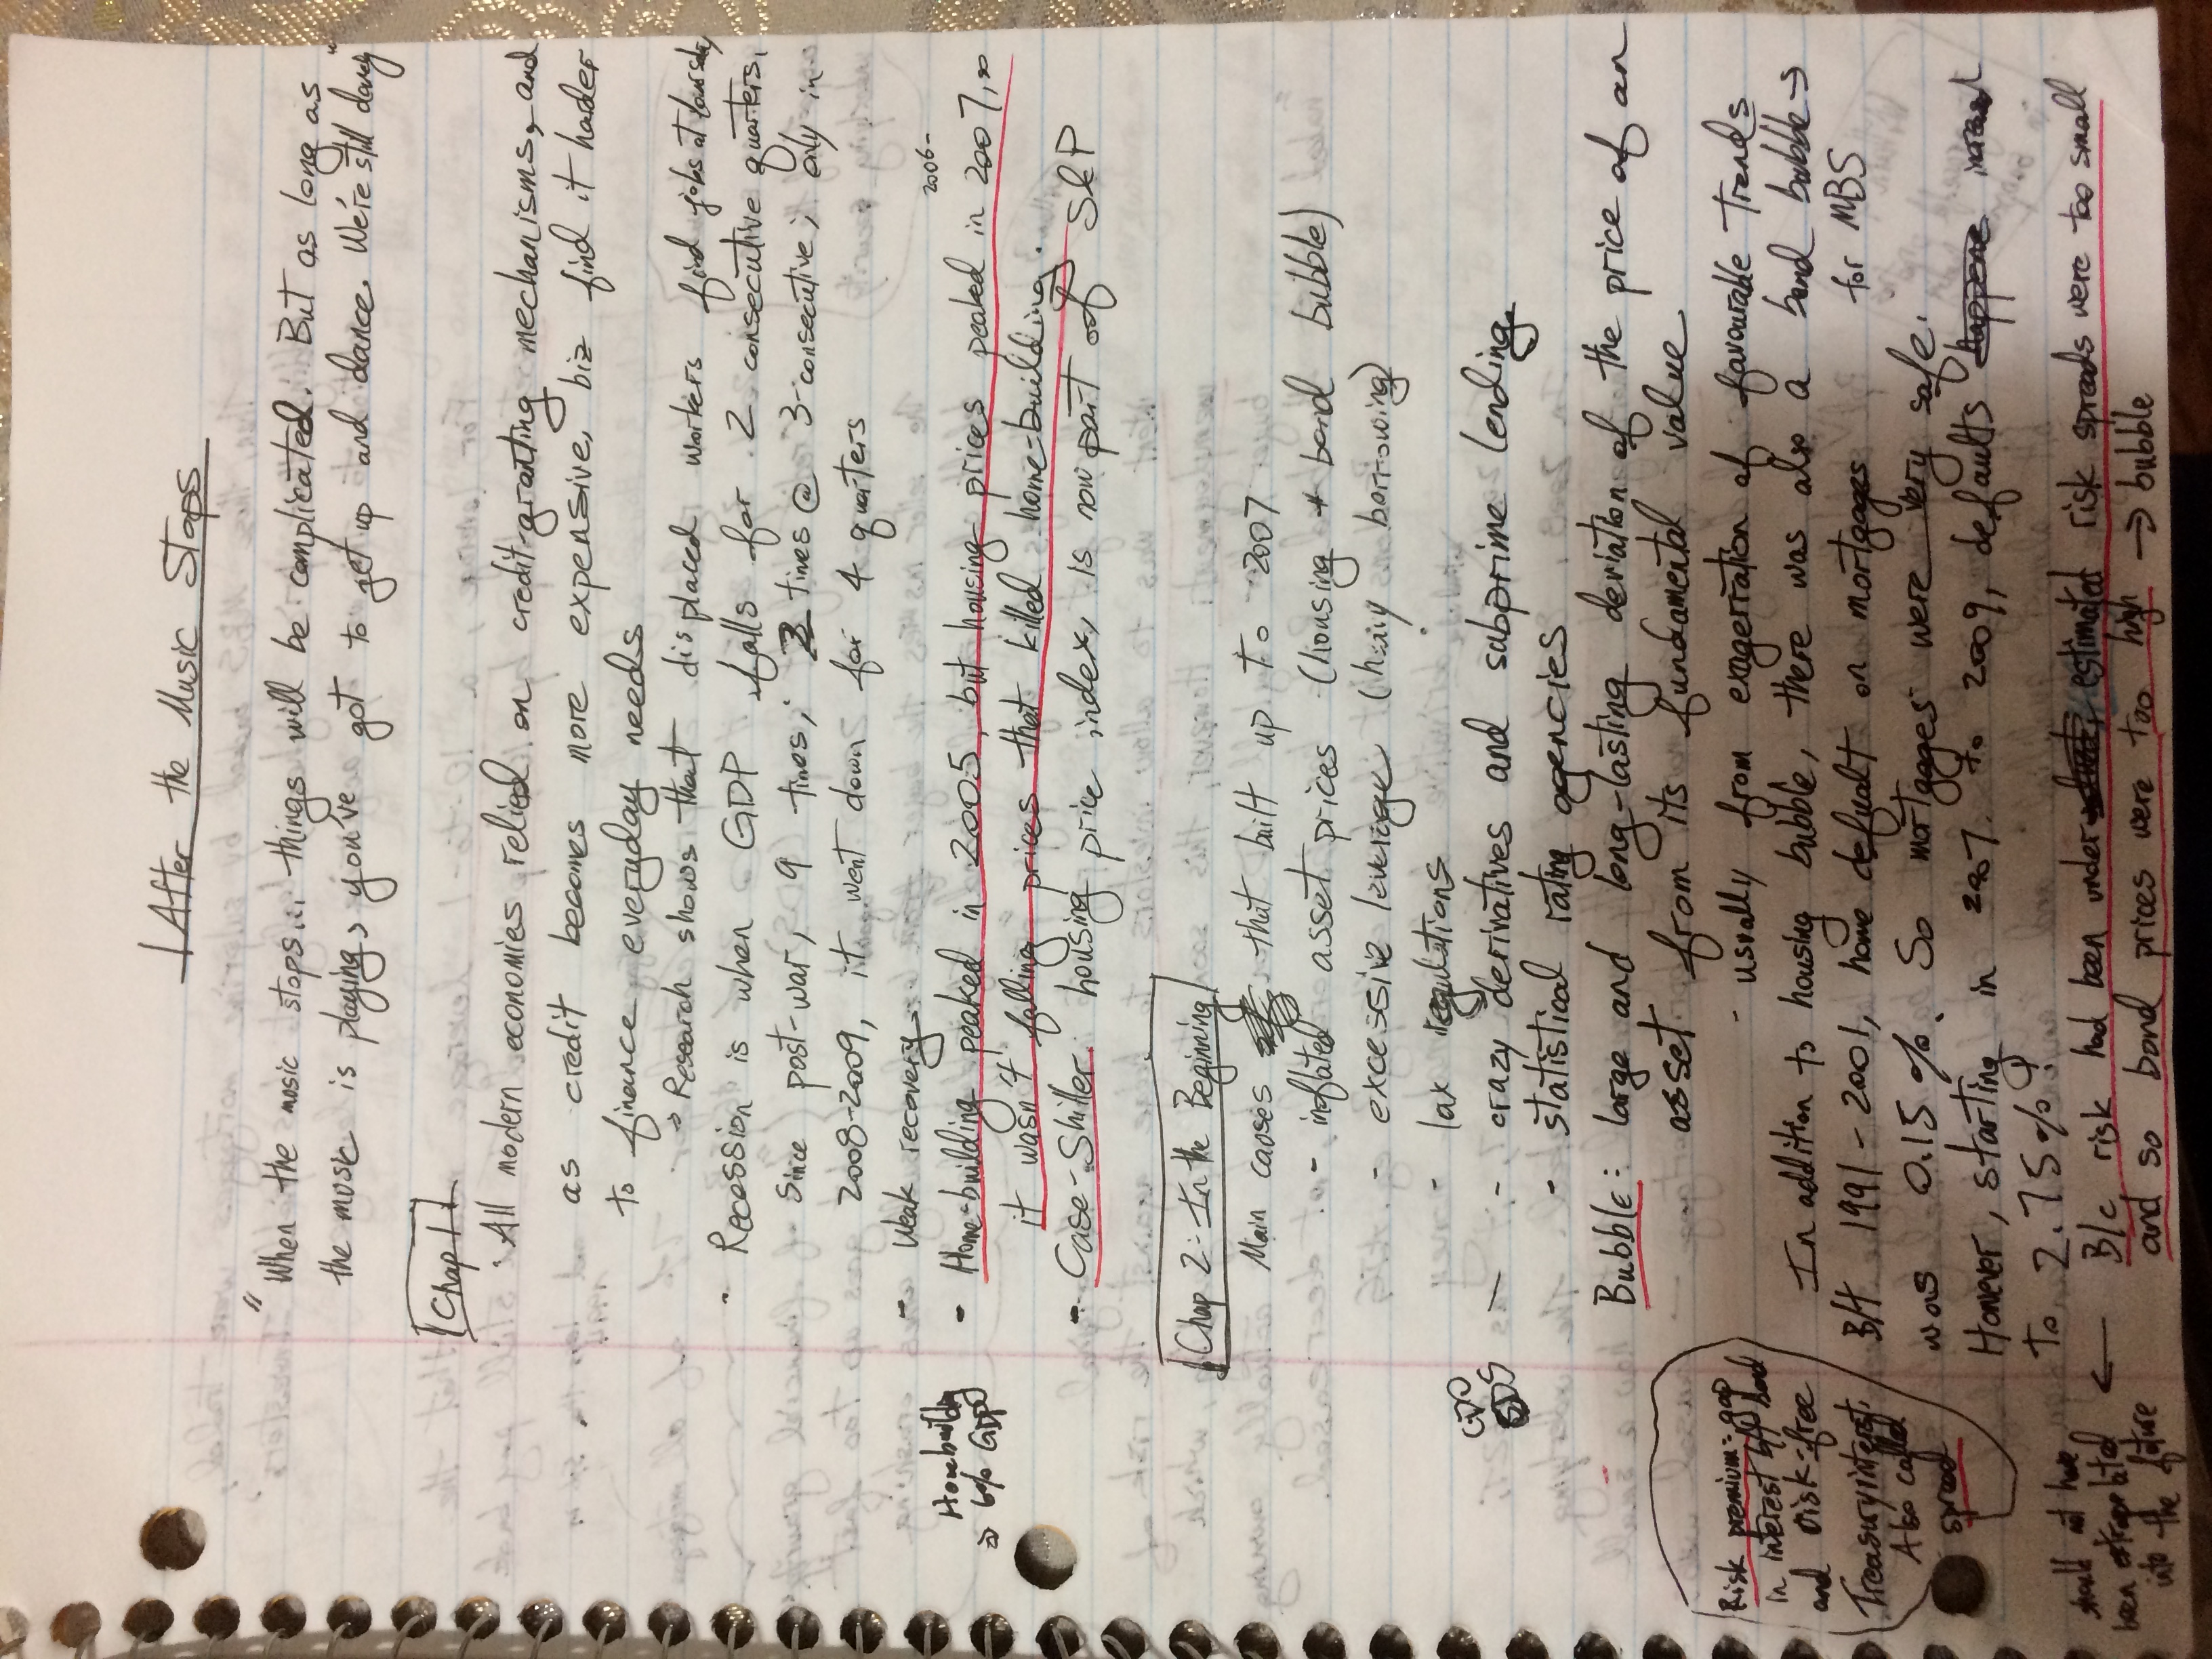 After the Music Stops
"When the music stops... things will be complicated. But as long as
the music is playing, you've got to get up and dance. We're still dancing"
Chap 1
· All modern economies relied on credit-granting mechanisms, and
as credit becomes more expensive, biz find it harder
to finance everyday needs
→ Research shows that displaced workers find jobs at lower salary
- Recession is when GDP falls for 2 consecutive quarters,
since post-war, 9 times; 2 times @ 3-consecutive; only in
2008-2009, it went down for 4 quarters
- Weak recovery
Homebuilding
⇒ 6% GDP
2006-
- Home-building peaked in 2005, but housing prices peaked in 2007, so
it wasn't falling prices that killed home-building.
- Case-Shiller housing price index, is now part of S&P
Chap 2: In the Beginning
Main causes that built up to 2007
- inflated asset prices (housing + bond bubble)
- excessive leverage (heavy borrowing)
- lax regulations
CDO
CDS
- crazy derivatives and subprime lending
- statistical rating agencies
Bubble: large and long-lasting deviation of the price of an
asset from its fundamental value
- usually from exagerration of favourable trends
Risk premium: gap
in interest b/t bond
and risk-free
Treasury interest.
Also called
spread
In addition to housing bubble, there was also a bond bubble →
for MBS
B/t 1991 - 2001, home defualt on mortgages
was 0.15%. So mortgages were very safe.
However, starting in 2007 to 2009, defaults happene increased
to 2.75%!
should not have
been extrapolated
into the future
← B/c risk had been under estimated risk spreads were too small
and so bond prices were too high → bubble